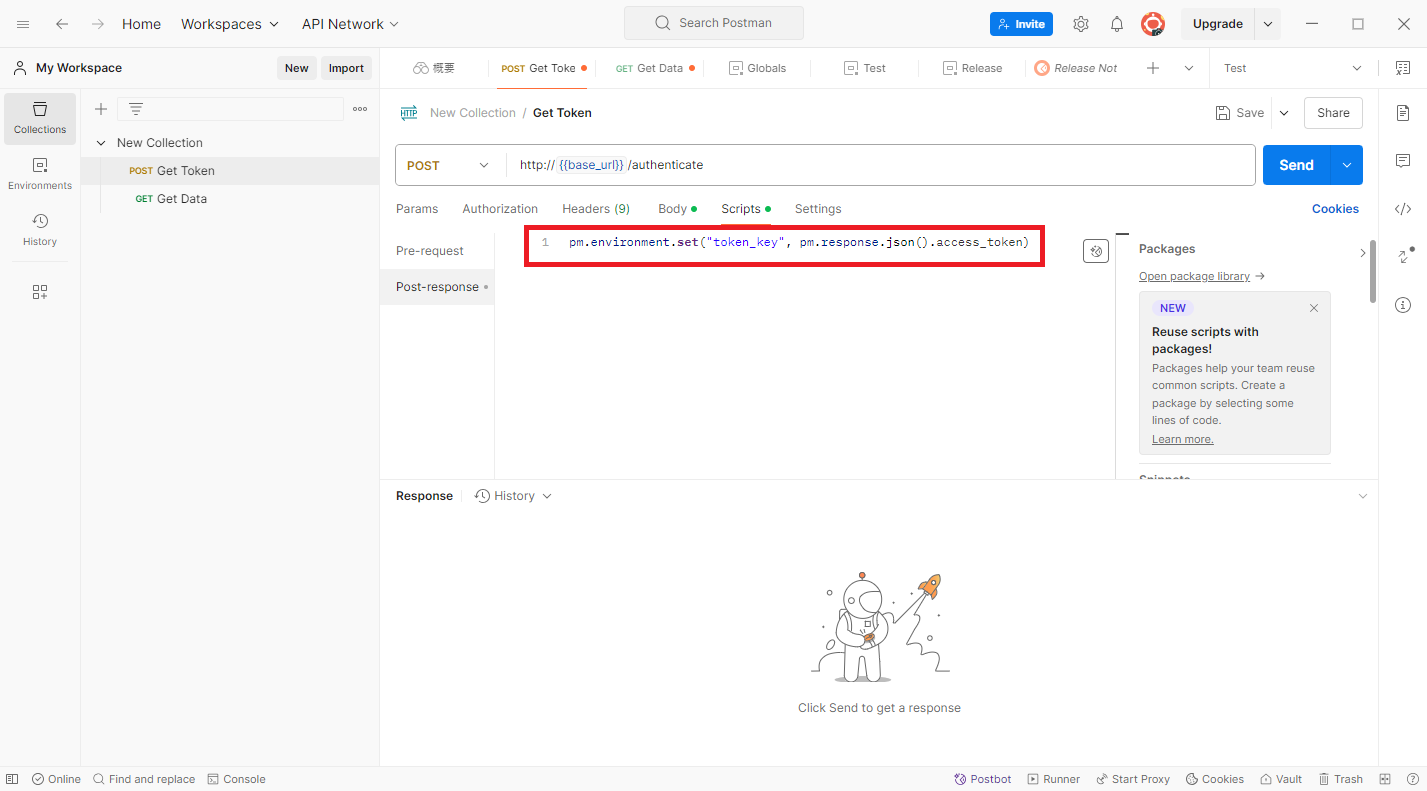 Home Workspaces API Network Search Postman Invite Upgrade
My Workspace New Import
概要 POST Get Toke GET Get Data Globals Test Release Release Not Test
Collections
Environments
History
New Collection
POST Get Token
GET Get Data
HTTP New Collection / Get Token Save Share
POST http:// {{base_url}} /authenticate Send
Params Authorization Headers (9) Body Scripts Settings Cookies
Pre-request
Post-response
1 pm.environment.set("token_key", pm.response.json().access_token)
Packages
Open package library →
NEW
Reuse scripts with
packages!
Packages help your team reuse
common scripts. Create a
package by selecting some
lines of code.
Learn more.
Snippets
Response History
Click Send to get a response
Online Find and replace Console Postbot Runner Start Proxy Cookies Vault Trash